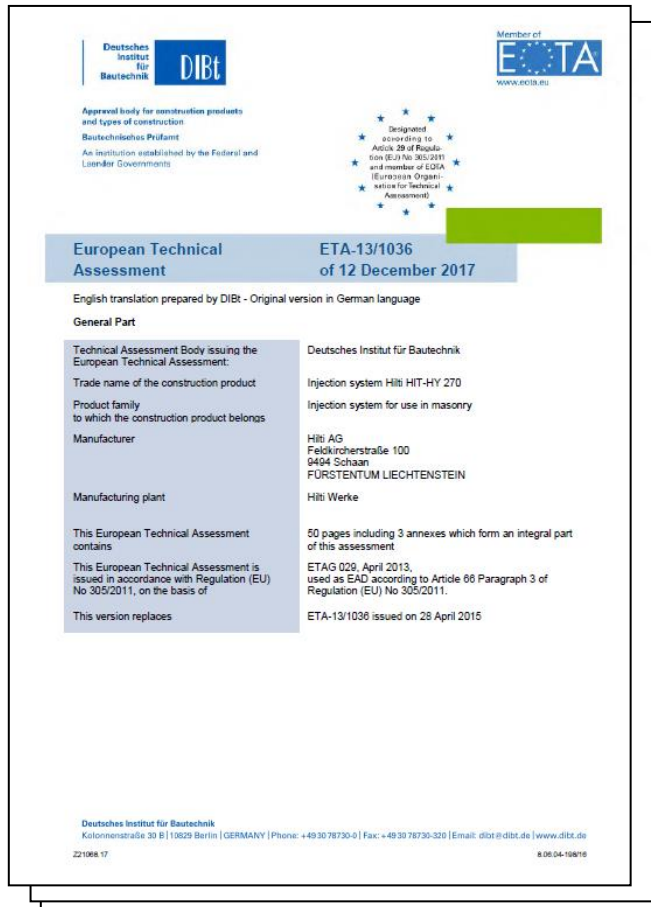 Deutsches
Institut
für
Bautechnik
DIBt
Member of
EOTA
www.eota.eu
Approval body for construction products
and types of construction
Bautechnisches Prüfamt
An institution established by the Federal and
Laender Governments
Designated
according to
Article 29 of Regula-
tion (EU) No 305/2011
and member of EOTA
(European Organi-
sation for Technical
Assessment)
European Technical
Assessment
ETA-13/1036
of 12 December 2017
English translation prepared by DIBt - Original version in German language
General Part
Technical Assessment Body issuing the
European Technical Assessment:
Deutsches Institut für Bautechnik
Trade name of the construction product
Injection system Hilti HIT-HY 270
Product family
to which the construction product belongs
Injection system for use in masonry
Manufacturer
Hilti AG
Feldkircherstraße 100
9494 Schaan
FÜRSTENTUM LIECHTENSTEIN
Manufacturing plant
Hilti Werke
This European Technical Assessment
contains
50 pages including 3 annexes which form an integral part
of this assessment
This European Technical Assessment is
issued in accordance with Regulation (EU)
No 305/2011, on the basis of
ETAG 029, April 2013,
used as EAD according to Article 66 Paragraph 3 of
Regulation (EU) No 305/2011.
This version replaces
ETA-13/1036 issued on 28 April 2015
Deutsches Institut für Bautechnik
Kolonnenstraße 30 B | 10829 Berlin | GERMANY | Phone: +49 30 78730-0 | Fax: +49 30 78730-320 | Email: dibt@dibt.de | www.dibt.de
Z21068.17
8.06.04-198/16